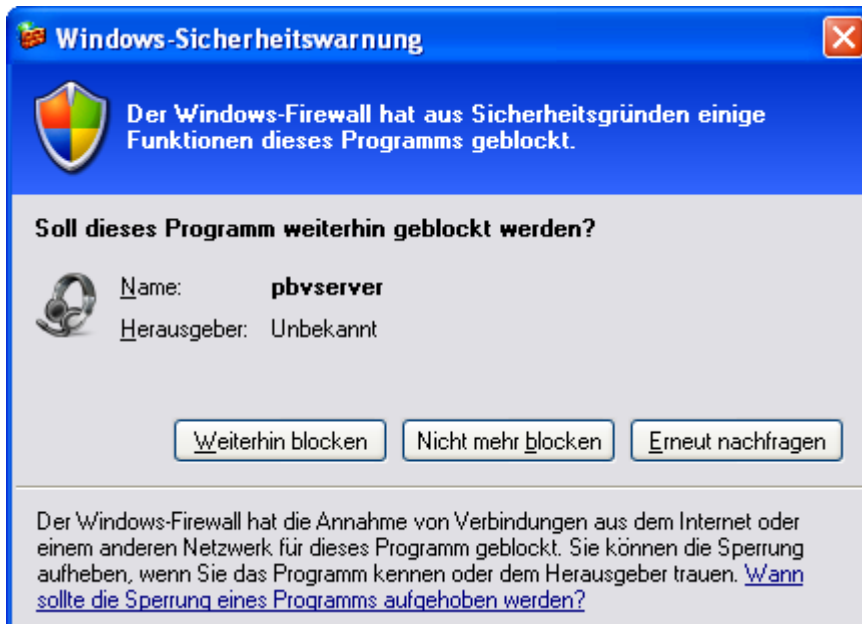 Windows-Sicherheitswarnung
Der Windows-Firewall hat aus Sicherheitsgründen einige
Funktionen dieses Programms geblockt.
Soll dieses Programm weiterhin geblockt werden?
Name: pbvserver
Herausgeber: Unbekannt
Weiterhin blocken Nicht mehr blocken Erneut nachfragen
Der Windows-Firewall hat die Annahme von Verbindungen aus dem Internet oder
einem anderen Netzwerk für dieses Programm geblockt. Sie können die Sperrung
aufheben, wenn Sie das Programm kennen oder dem Herausgeber trauen. Wann
sollte die Sperrung eines Programms aufgehoben werden?